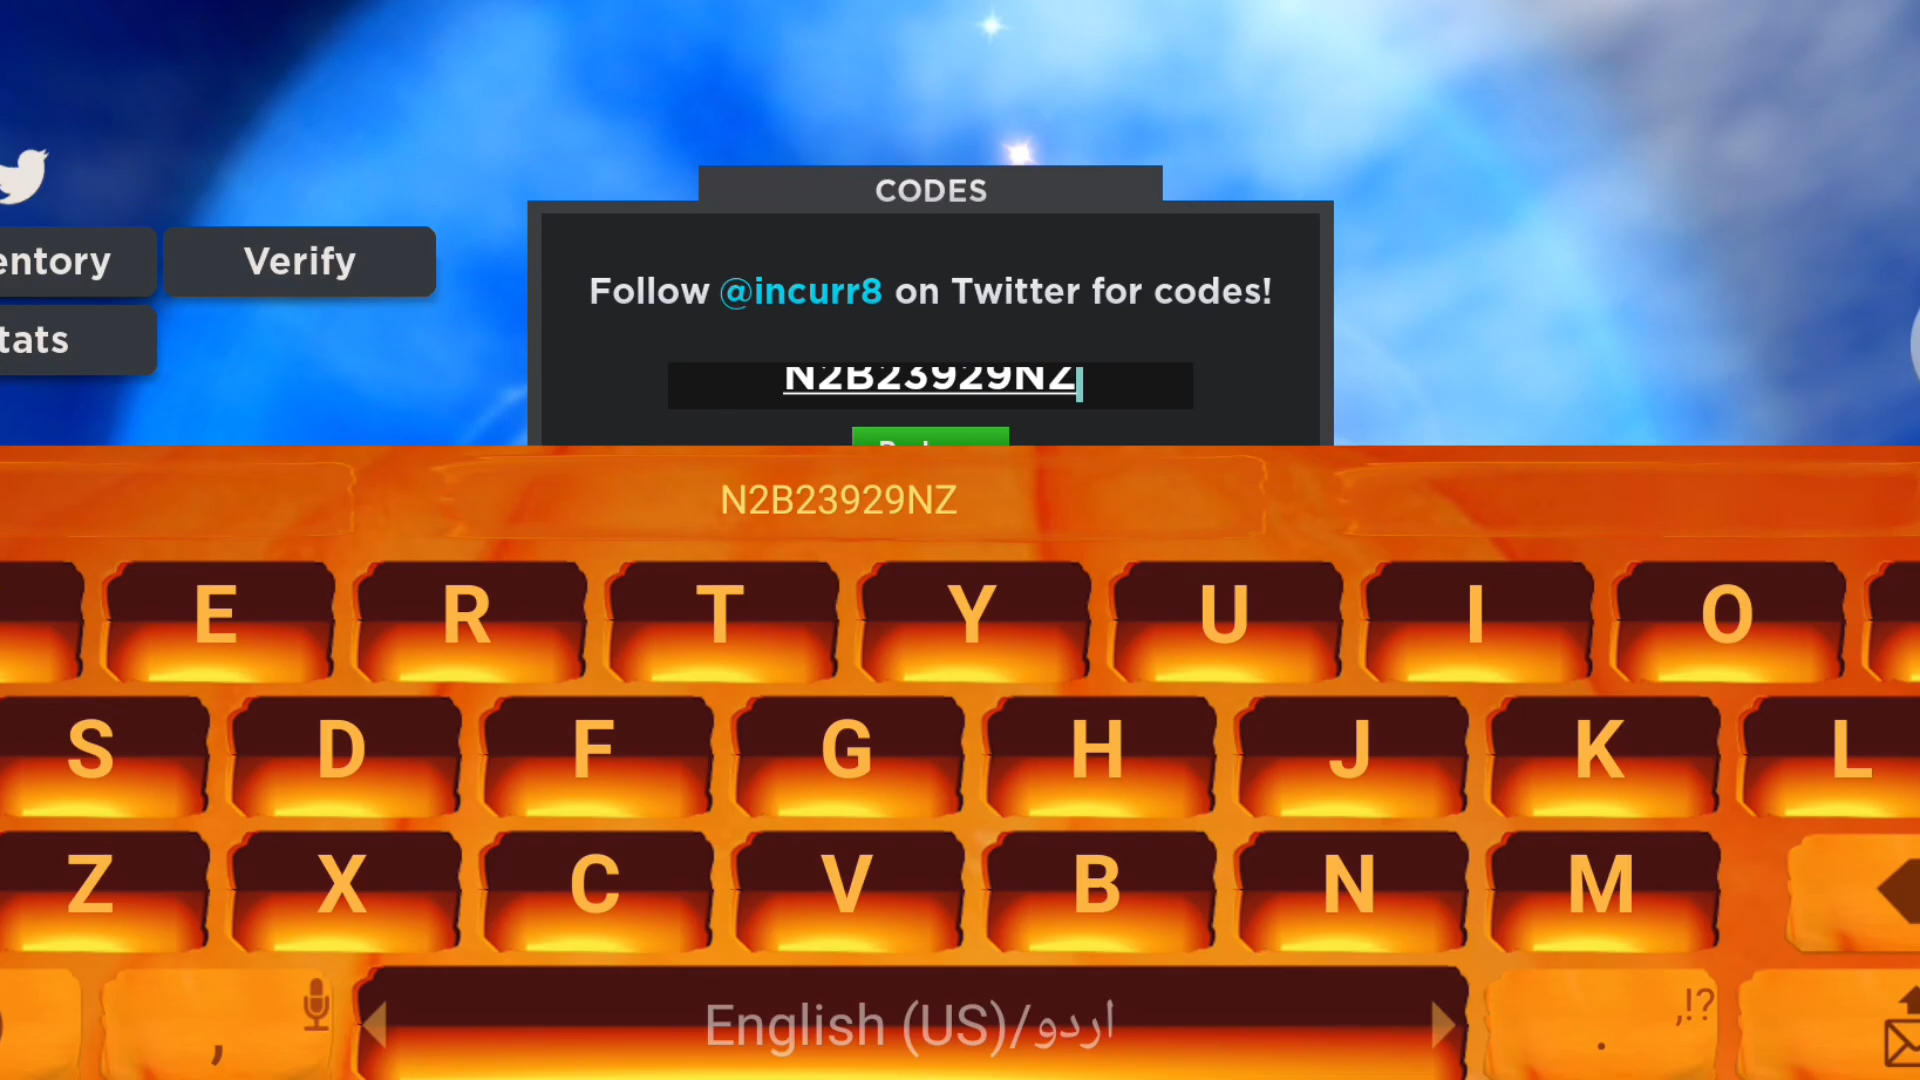 CODES
entory
Verify
Follow @incurr8 on Twitter for codes!
tats
N2B23929NZ
N2B23929NZ
E R T Y U I O
S D F G H J K L
Z X C V B N M
, English (US)/اردو . ,!?